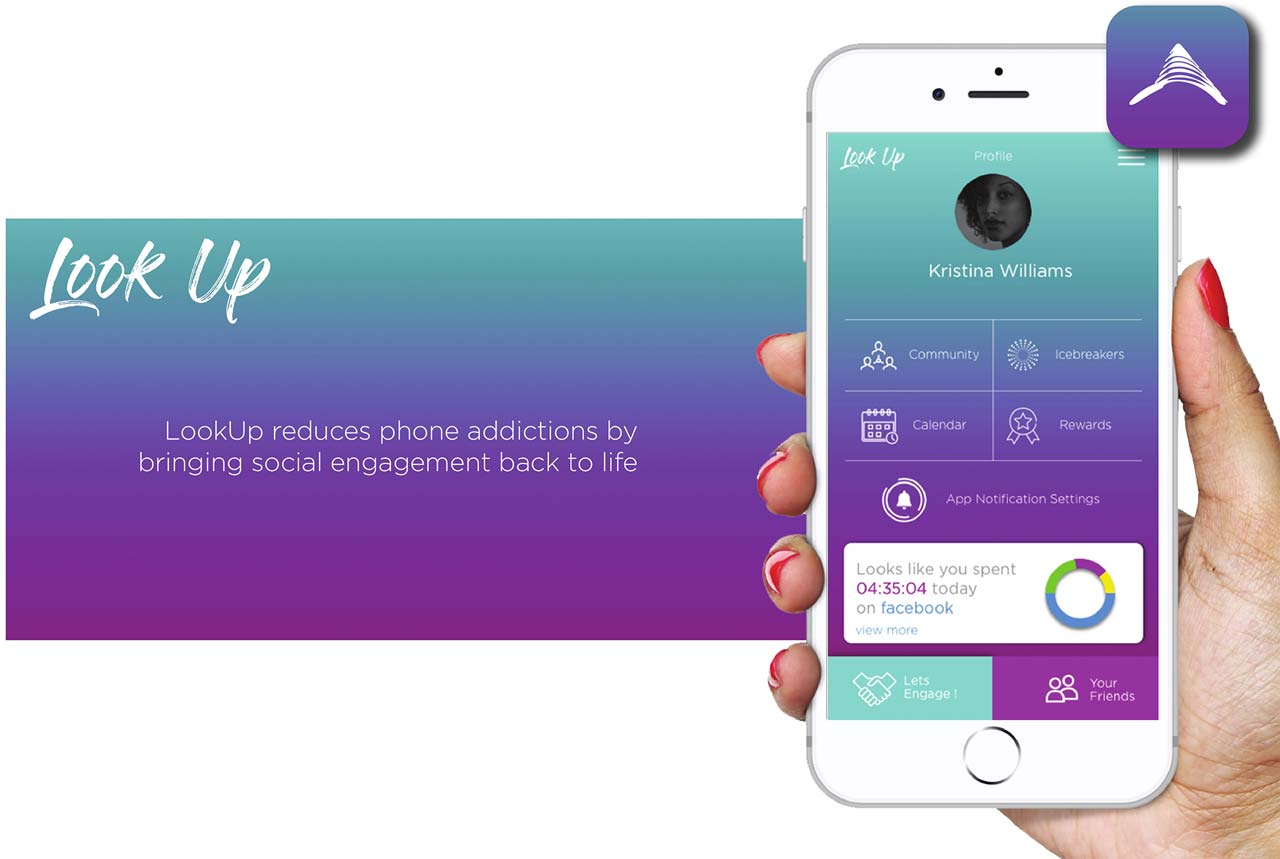 Look Up
LookUp reduces phone addictions by
bringing social engagement back to life
Look Up
Profile
Kristina Williams
Community
Icebreakers
Calendar
Rewards
App Notification Settings
Looks like you spent
04:35:04 today
on facebook
view more
Lets
Engage !
Your
Friends